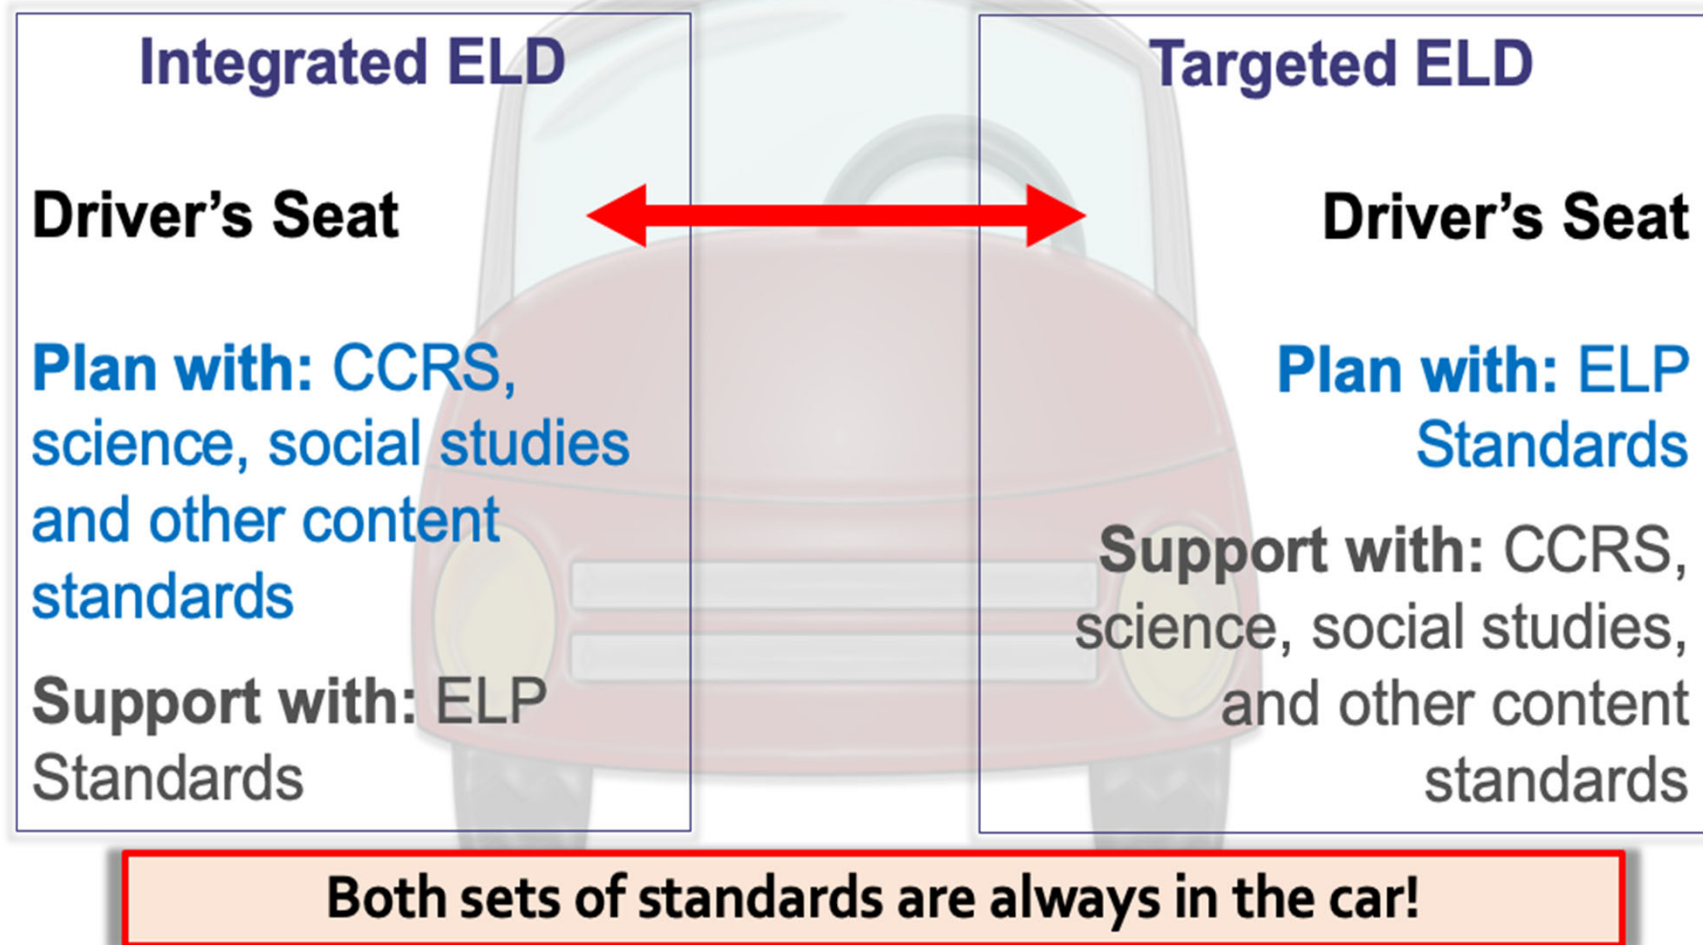 Integrated ELD
Driver’s Seat
Plan with: CCRS,
science, social studies
and other content
standards
Support with: ELP
Standards
Targeted ELD
Driver’s Seat
Plan with: ELP
Standards
Support with: CCRS,
science, social studies,
and other content
standards
Both sets of standards are always in the car!